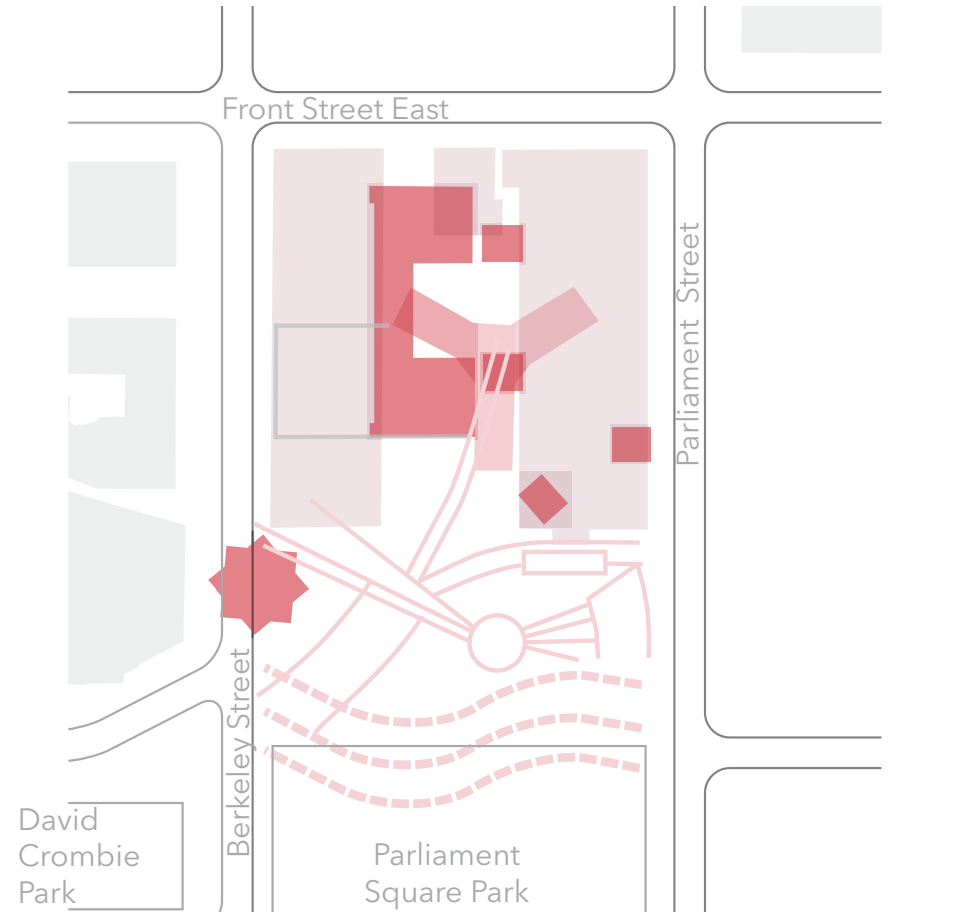 Front Street East
Parliament Street
Berkeley Street
David
Crombie
Park
Parliament
Square Park